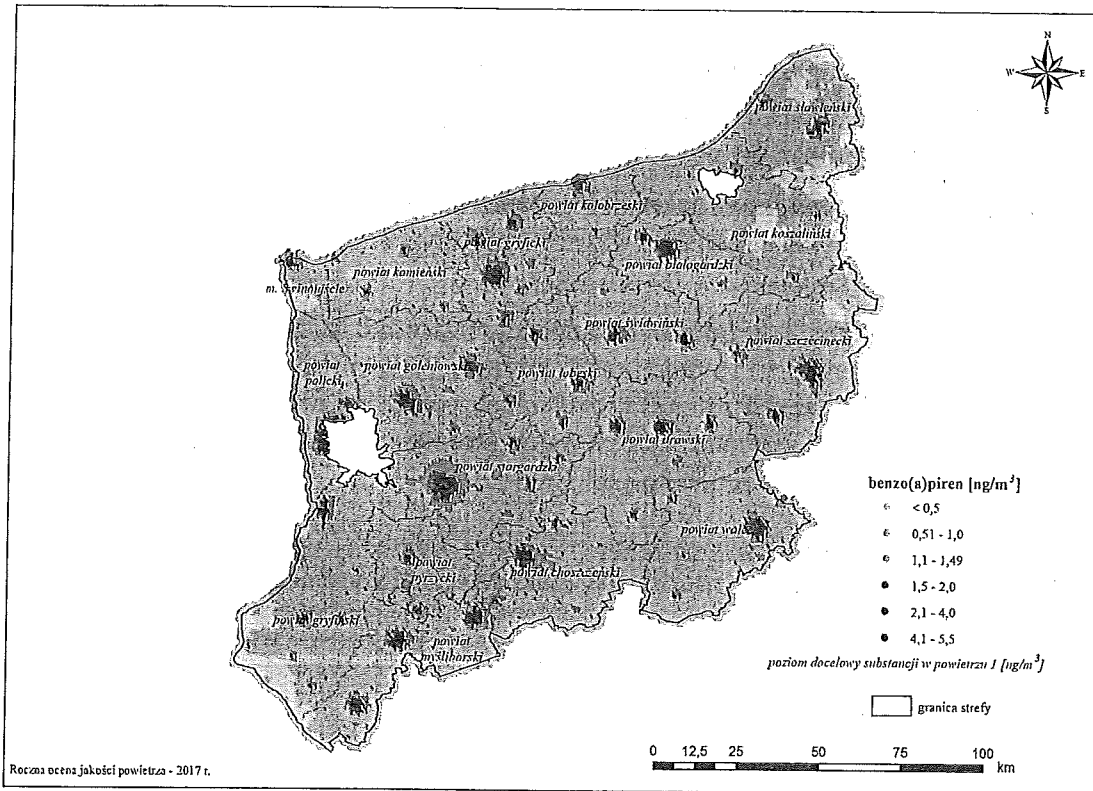 N
W E
S
powiat sławieński
powiat kołobrzeski
powiat koszaliński
powiat gryficki
powiat białogardzki
powiat kamieński
m. Świnoujście
powiat świdwiński
powiat szczecinecki
powiat
policki
powiat goleniowski
powiat łobeski
powiat drawski
powiat stargardzki
benzo(a)piren [ng/m³]
< 0,5
0,51 - 1,0
1,1 - 1,49
1,5 - 2,0
2,1 - 4,0
4,1 - 5,5
poziom docelowy substancji w powietrzu 1 [ng/m³]
granica strefy
powiat
powiat choszczeński
powiat
pyrzycki
powiat gryfiński
powiat
myśliborski
0 12,5 25 50 75 100
km
Roczna ocena jakości powietrza - 2017 r.